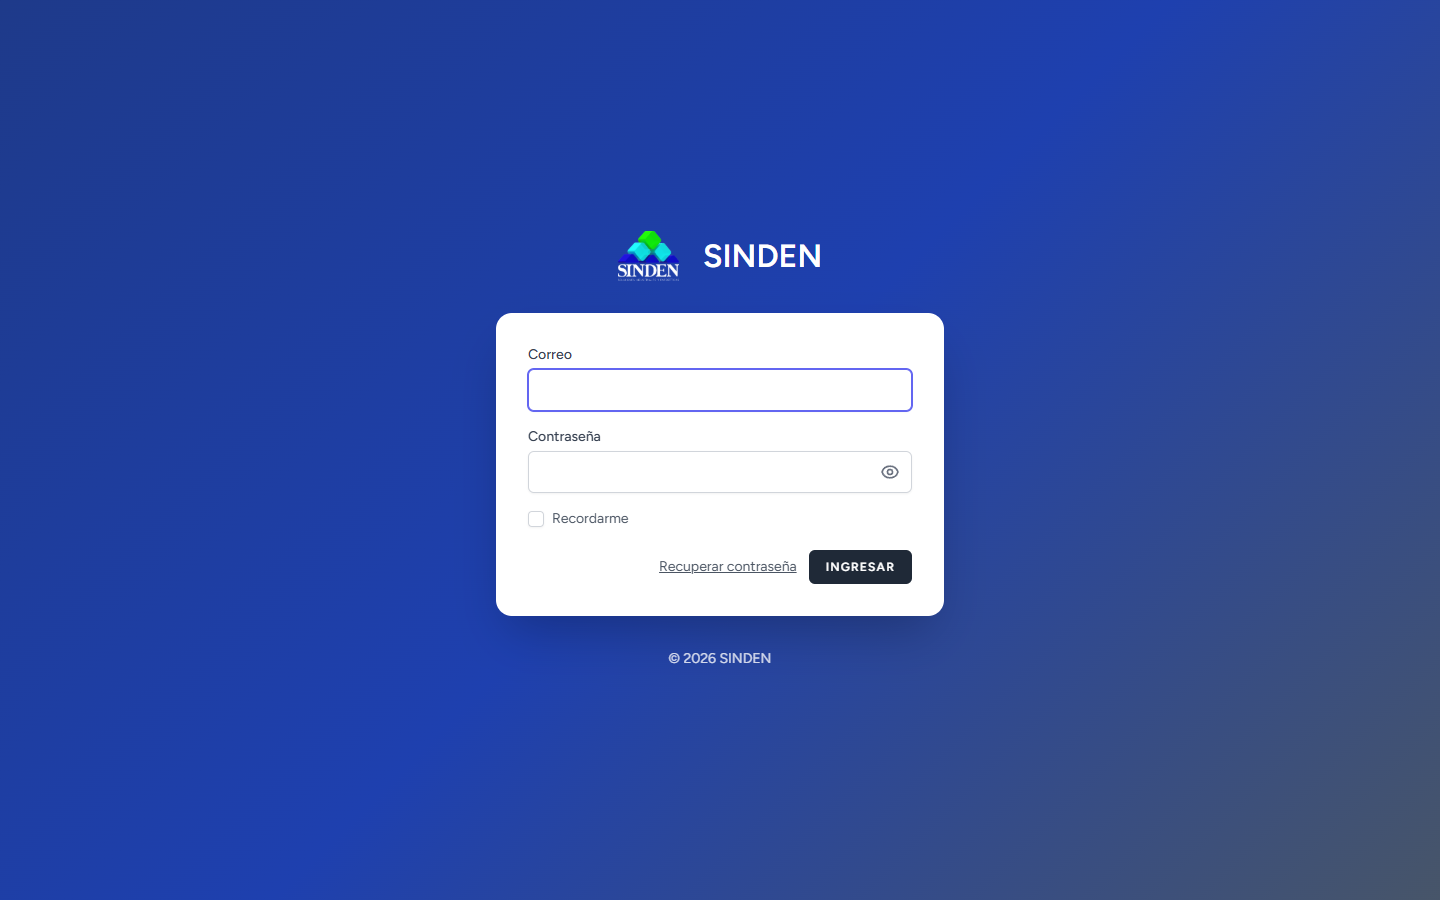 SINDEN
SINDEN
Correo
Contraseña
Recordarme
Recuperar contraseña
INGRESAR
© 2026 SINDEN